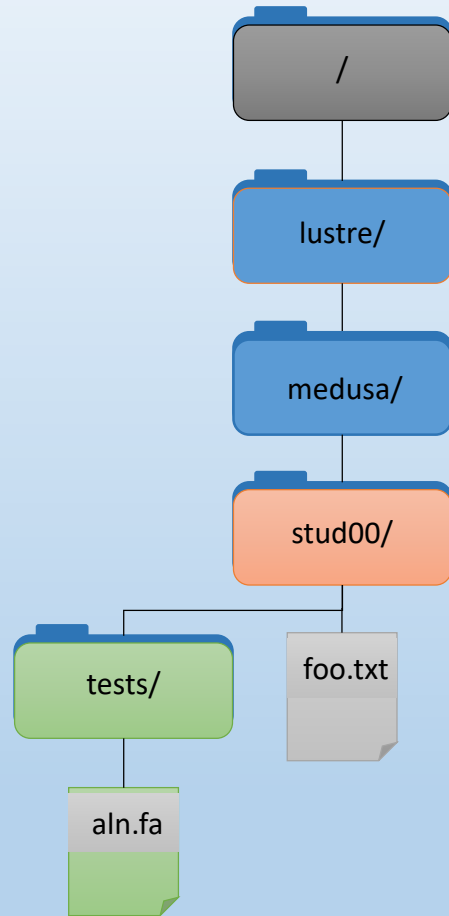 /
lustre/
medusa/
stud00/
tests/
foo.txt
aln.fa